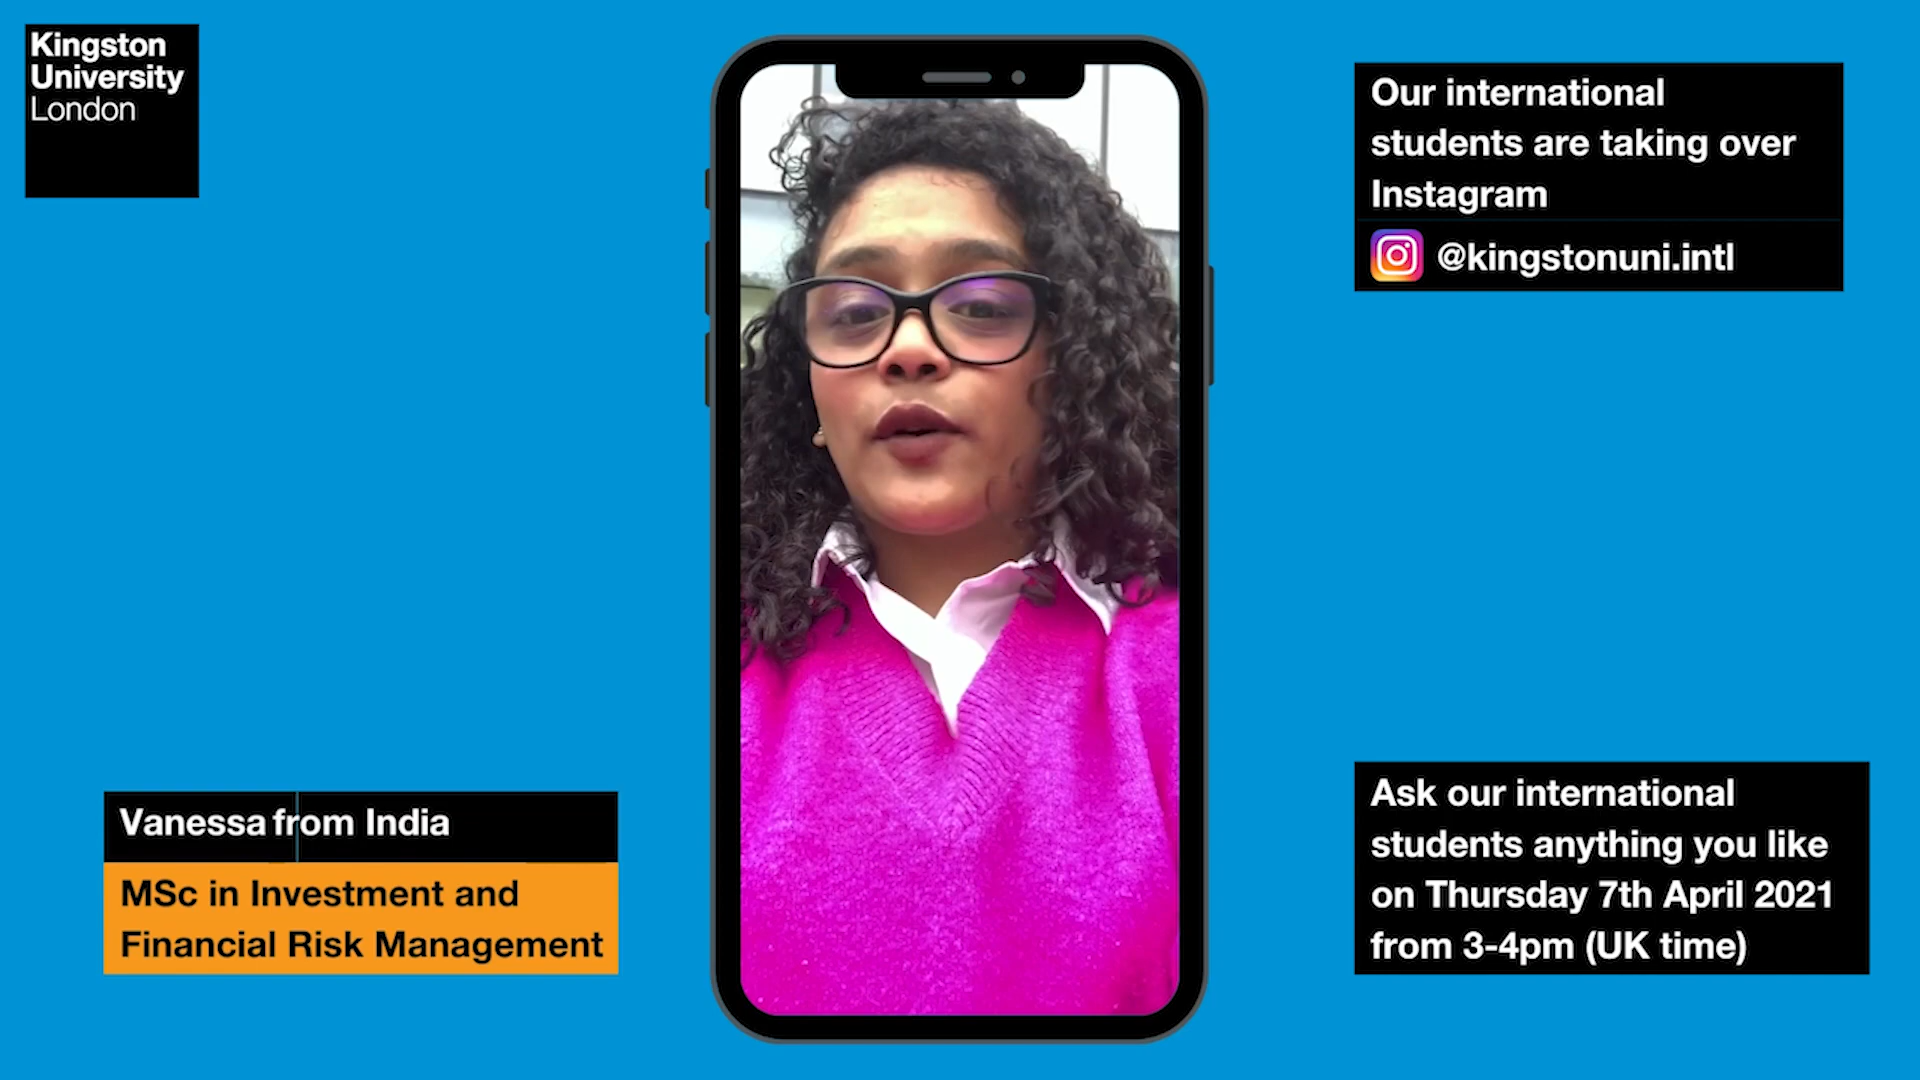 Kingston
University
London
Our international
students are taking over
Instagram
@kingstonuni.intl
Vanessa from India
MSc in Investment and
Financial Risk Management
Ask our international
students anything you like
on Thursday 7th April 2021
from 3-4pm (UK time)